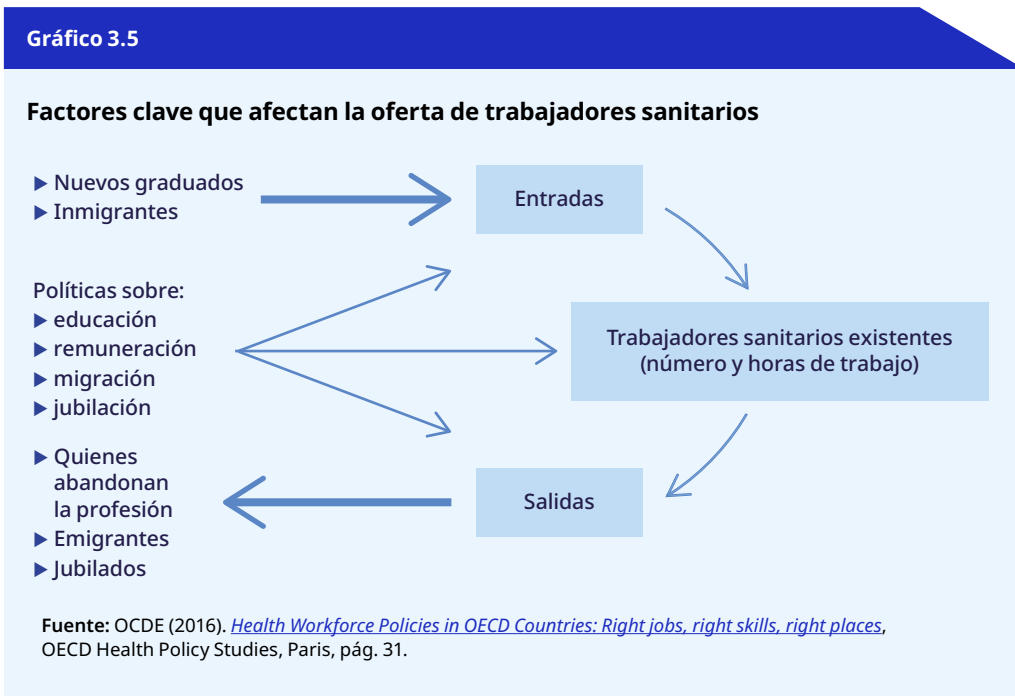 Gráfico 3.5
Factores clave que afectan la oferta de trabajadores sanitarios
▶ Nuevos graduados
▶ Inmigrantes
Entradas
Políticas sobre:
▶ educación
▶ remuneración
▶ migración
▶ jubilación
Trabajadores sanitarios existentes
(número y horas de trabajo)
▶ Quienes
abandonan
la profesión
▶ Emigrantes
▶ Jubilados
Salidas
Fuente: OCDE (2016). Health Workforce Policies in OECD Countries: Right jobs, right skills, right places,
OECD Health Policy Studies, Paris, pág. 31.